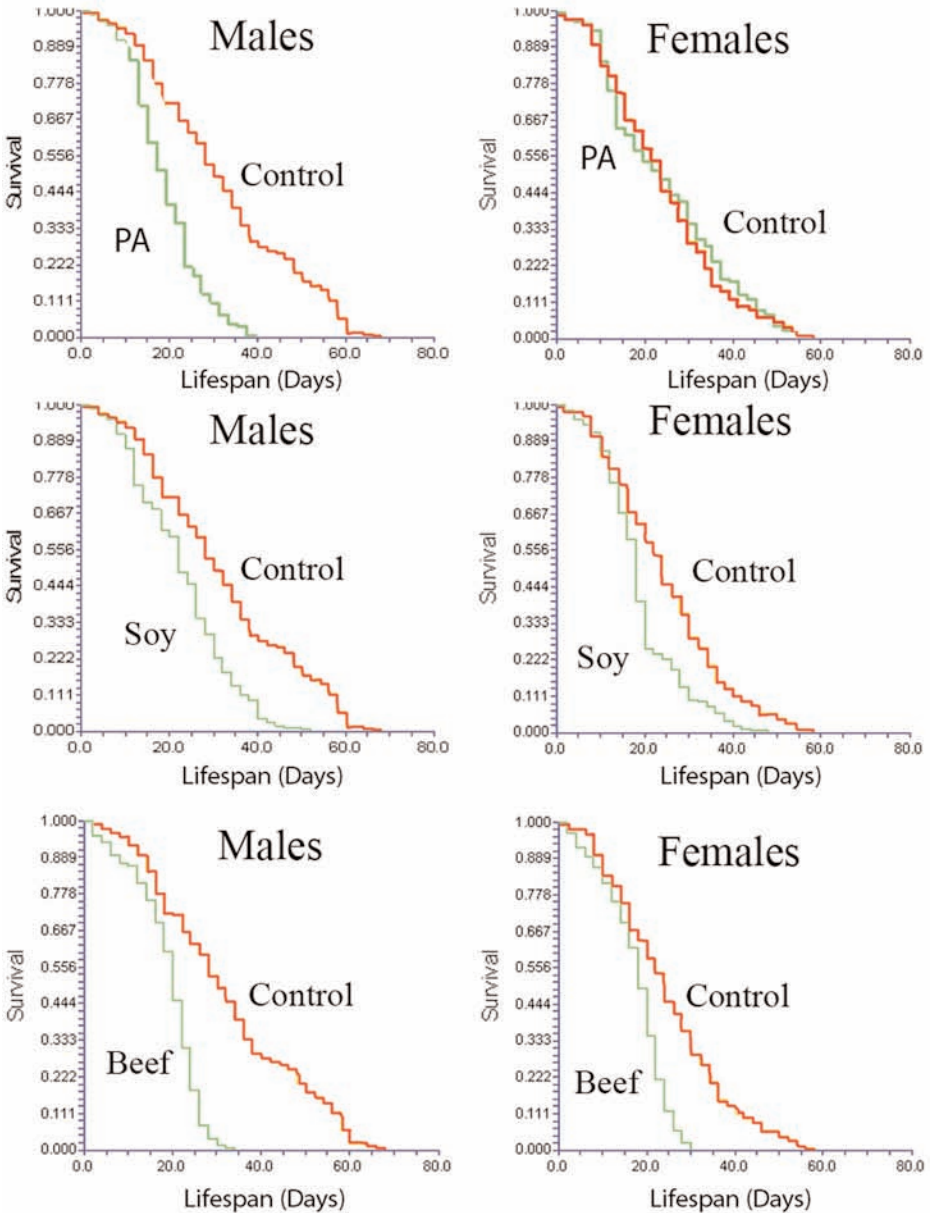 Males
1.000
0.889
0.778
0.667
0.556
0.444
0.333
0.222
0.111
0.000
Survival
Control
PA
0.0 20.0 40.0 60.0 80.0
Lifespan (Days)
Females
1.000
0.889
0.778
0.667
0.556
0.444
0.333
0.222
0.111
0.000
Survival
PA
Control
0.0 20.0 40.0 60.0 80.0
Lifespan (Days)
Males
1.000
0.889
0.778
0.667
0.556
0.444
0.333
0.222
0.111
0.000
Survival
Control
Soy
0.0 20.0 40.0 60.0 80.0
Lifespan (Days)
Females
1.000
0.889
0.778
0.667
0.556
0.444
0.333
0.222
0.111
0.000
Survival
Control
Soy
0.0 20.0 40.0 60.0 80.0
Lifespan (Days)
Males
1.000
0.889
0.778
0.667
0.556
0.444
0.333
0.222
0.111
0.000
Survival
Control
Beef
0.0 20.0 40.0 60.0 80.0
Lifespan (Days)
Females
1.000
0.889
0.778
0.667
0.556
0.444
0.333
0.222
0.111
0.000
Survival
Control
Beef
0.0 20.0 40.0 60.0 80.0
Lifespan (Days)